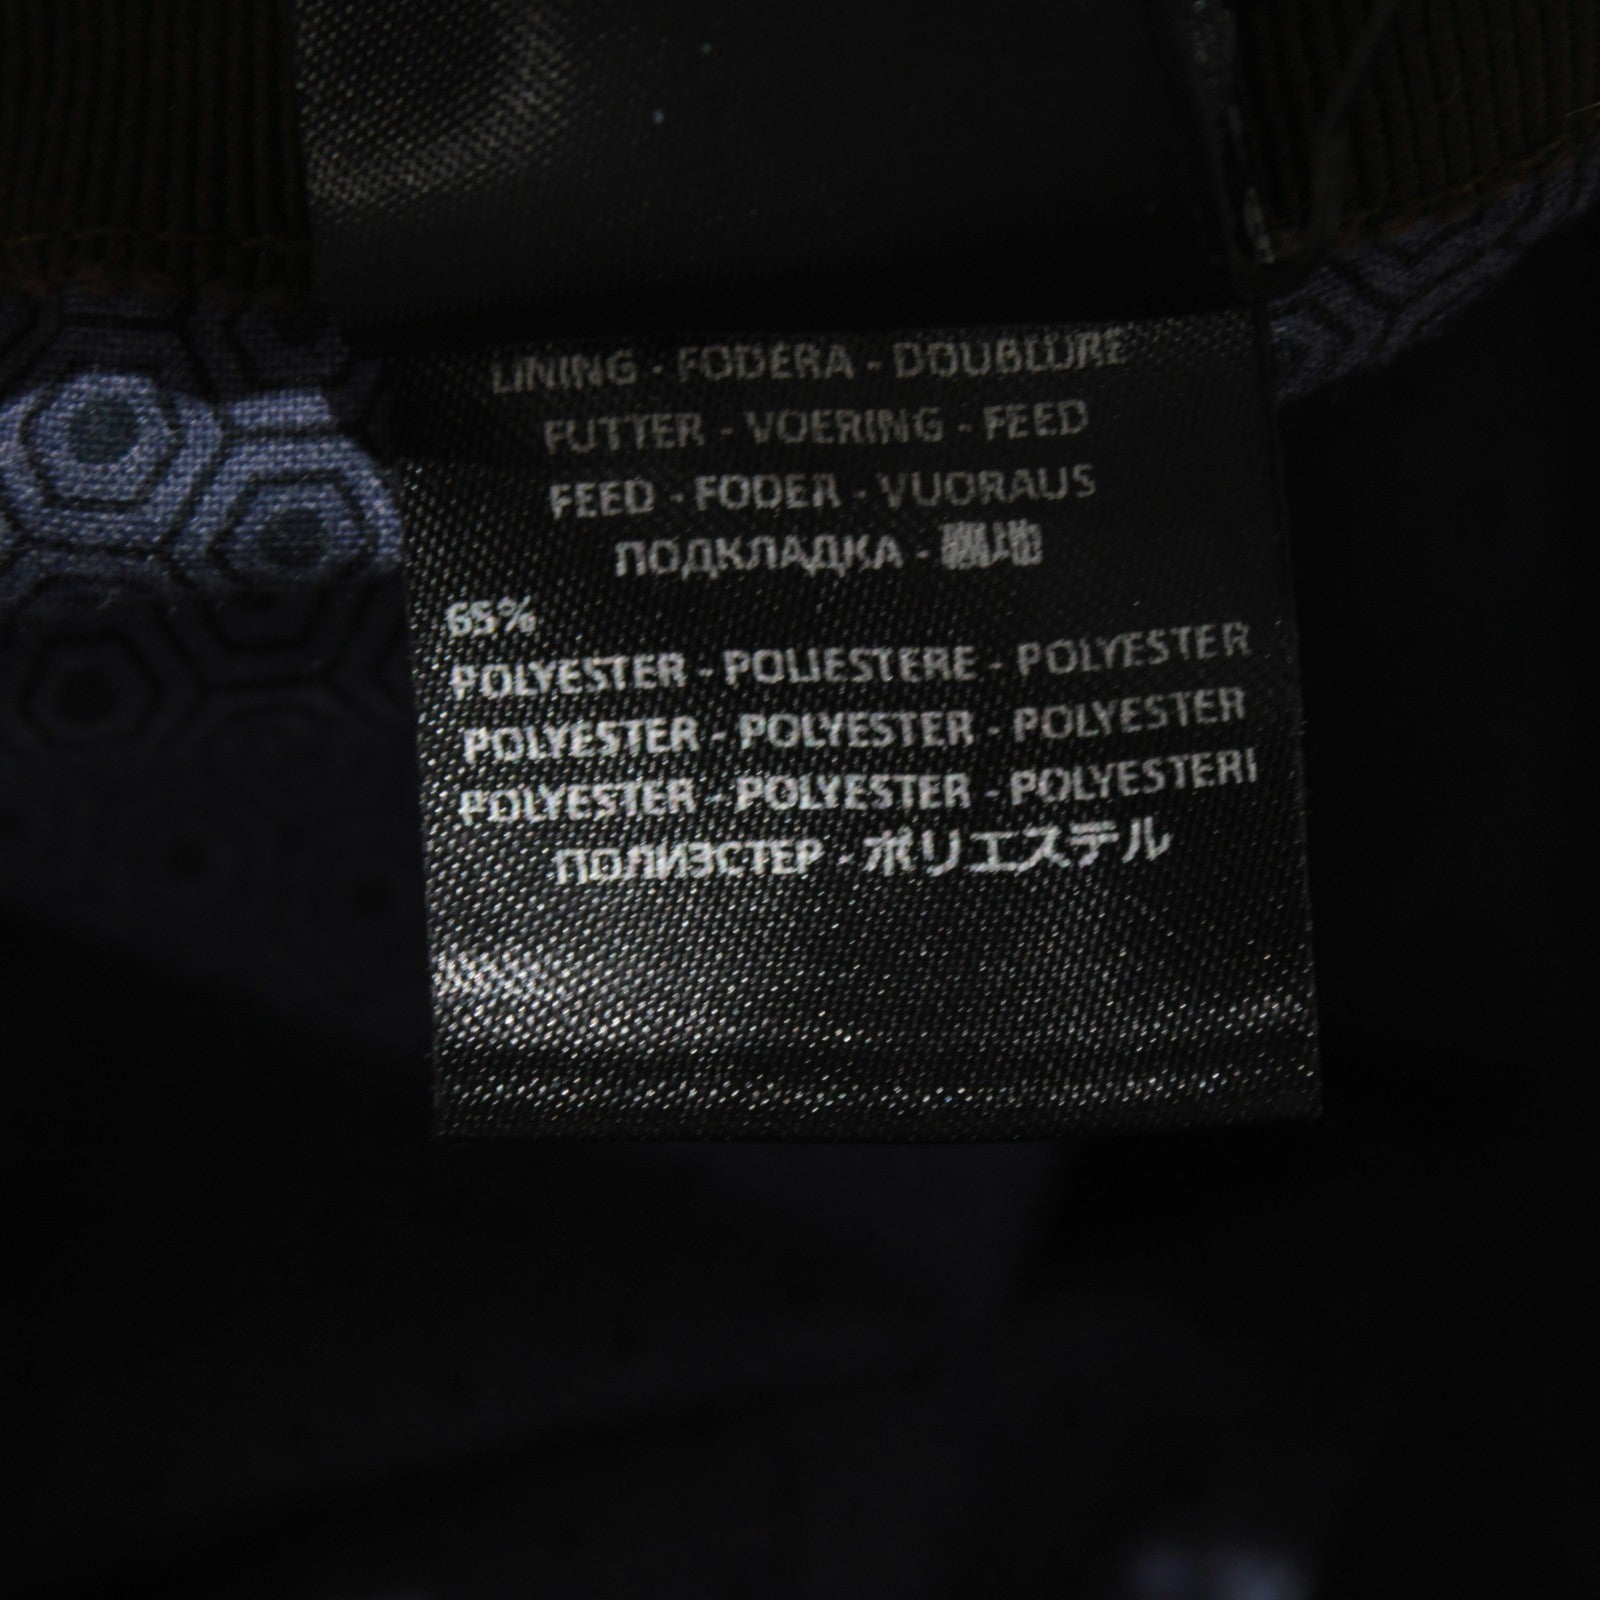 LINING - FODERA - DOUBLURE
FUTTER - VOERING - FEED
FEED - FODER - VUORAUS
ПОДКЛАДКА - 裏地
65%
POLYESTER - POLIESTERE - POLYESTER
POLYESTER - POLYESTER - POLYESTER
POLYESTER - POLYESTER - POLYESTERI
ПОЛИЭСТЕР - ポリエステル